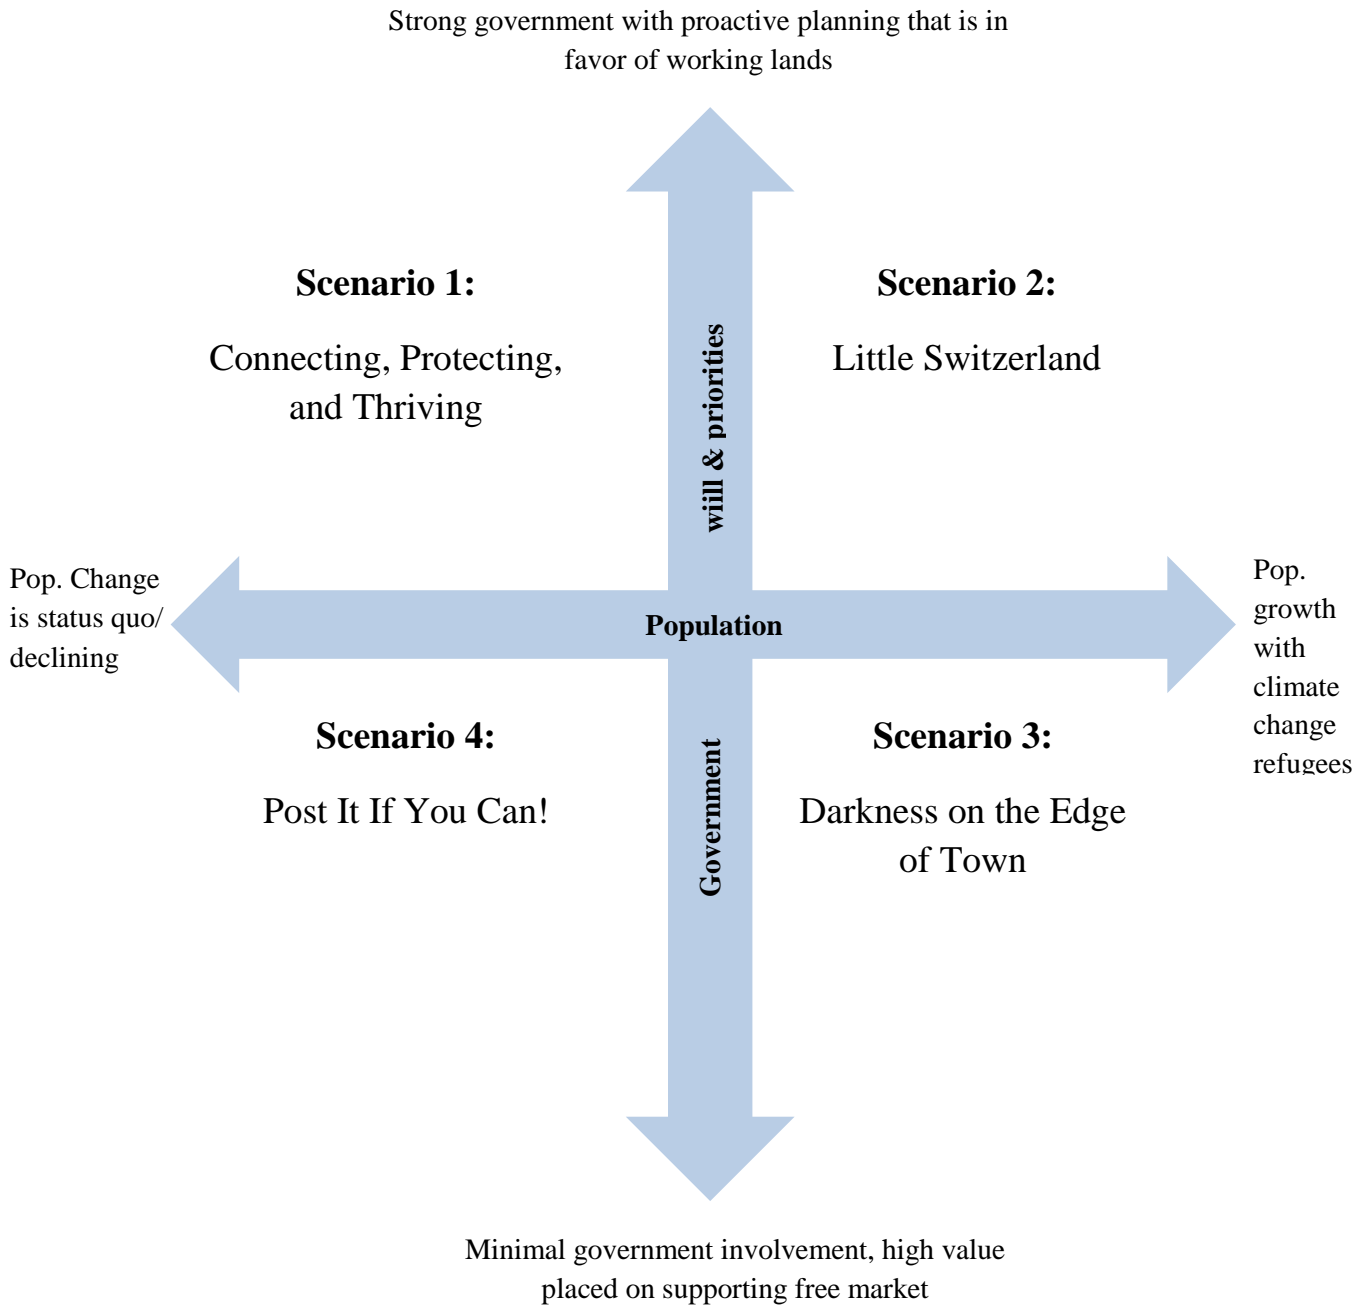 Strong government with proactive planning that is in
favor of working lands
Scenario 1:
Connecting, Protecting,
and Thriving
Scenario 2:
Little Switzerland
wiill & priorities
Pop. Change
is status quo/
declining
Population
Pop.
growth
with
climate
change
refugees
Scenario 4:
Post It If You Can!
Government
Scenario 3:
Darkness on the Edge
of Town
Minimal government involvement, high value
placed on supporting free market